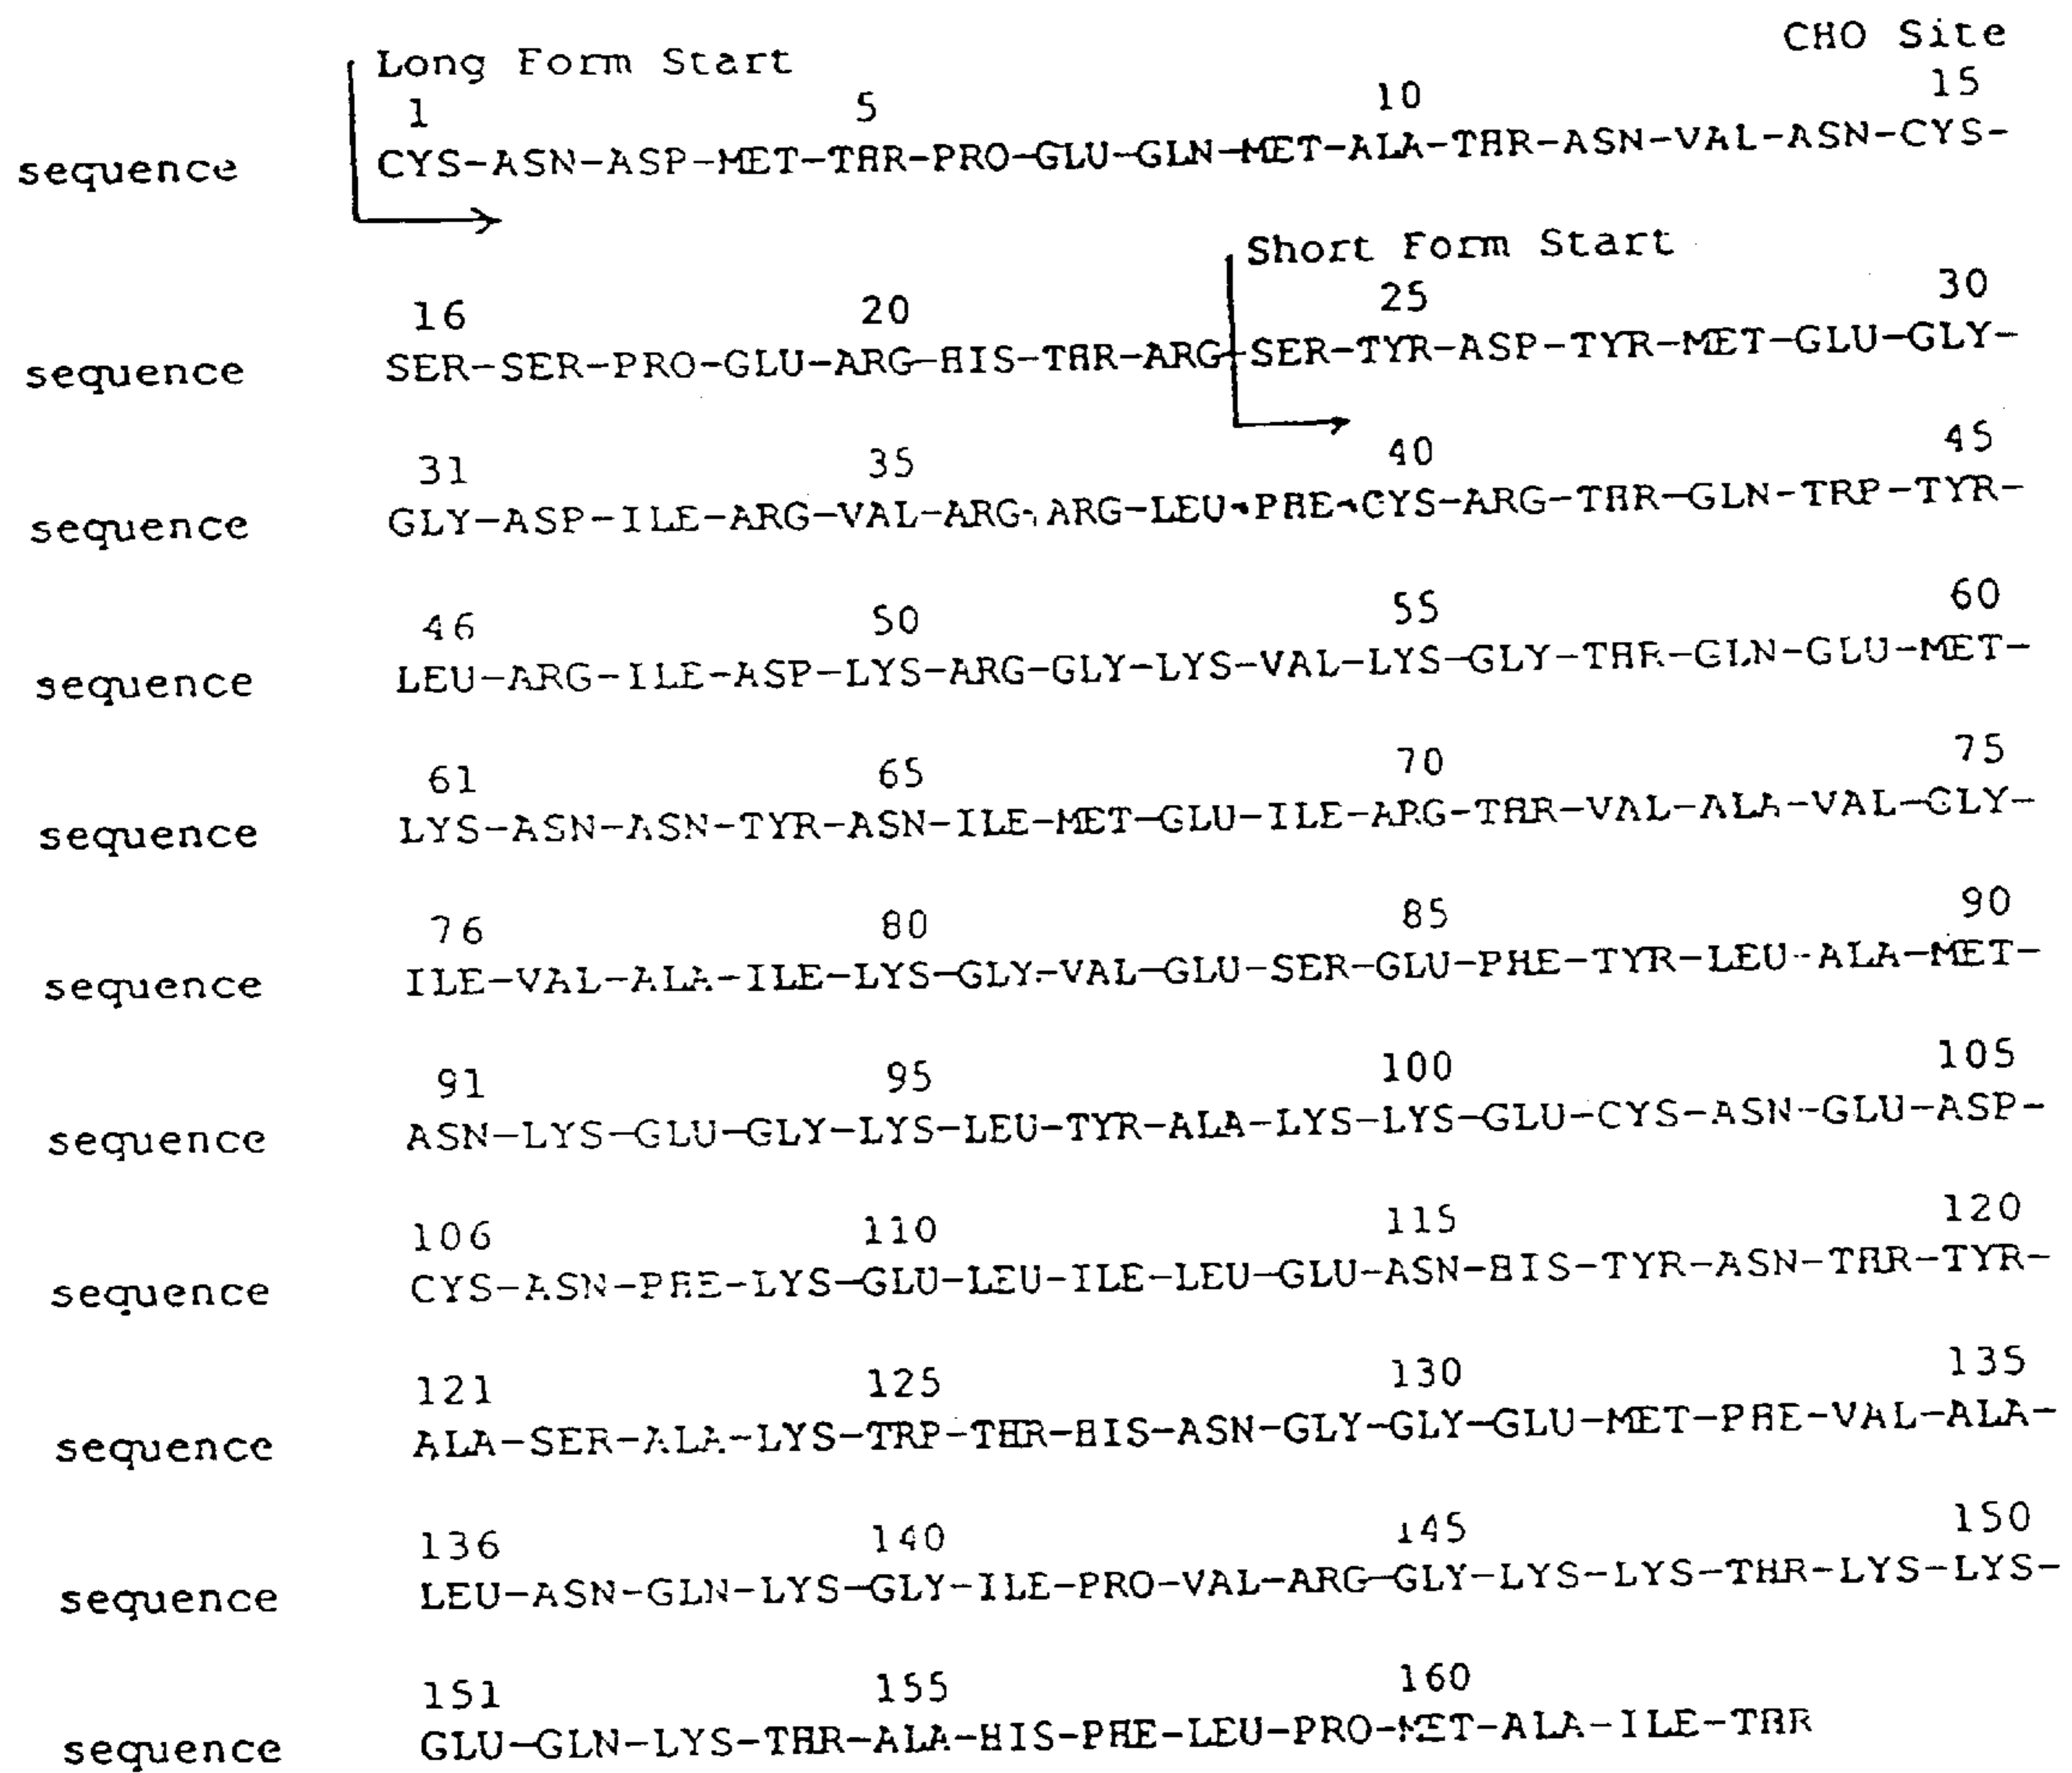 CHO Site
Long Form Start
1 5 10 15
sequence CYS-ASN-ASP-MET-THR-PRO-GLU-GLN-MET-ALA-THR-ASN-VAL-ASN-CYS-
Short Form Start
16 20 25 30
sequence SER-SER-PRO-GLU-ARG-HIS-THR-ARG-SER-TYR-ASP-TYR-MET-GLU-GLY-
31 35 40 45
sequence GLY-ASP-ILE-ARG-VAL-ARG-ARG-LEU-PHE-CYS-ARG-THR-GLN-TRP-TYR-
46 50 55 60
sequence LEU-ARG-ILE-ASP-LYS-ARG-GLY-LYS-VAL-LYS-GLY-THR-GLN-GLU-MET-
61 65 70 75
sequence LYS-ASN-ASN-TYR-ASN-ILE-MET-GLU-ILE-ARG-THR-VAL-ALA-VAL-GLY-
76 80 85 90
sequence ILE-VAL-ALA-ILE-LYS-GLY-VAL-GLU-SER-GLU-PHE-TYR-LEU-ALA-MET-
91 95 100 105
sequence ASN-LYS-GLU-GLY-LYS-LEU-TYR-ALA-LYS-LYS-GLU-CYS-ASN-GLU-ASP-
106 110 115 120
sequence CYS-ASN-PHE-LYS-GLU-LEU-ILE-LEU-GLU-ASN-HIS-TYR-ASN-THR-TYR-
121 125 130 135
sequence ALA-SER-ALA-LYS-TRP-THR-HIS-ASN-GLY-GLY-GLU-MET-PHE-VAL-ALA-
136 140 145 150
sequence LEU-ASN-GLN-LYS-GLY-ILE-PRO-VAL-ARG-GLY-LYS-LYS-THR-LYS-LYS-
151 155 160
sequence GLU-GLN-LYS-THR-ALA-HIS-PHE-LEU-PRO-MET-ALA-ILE-THR